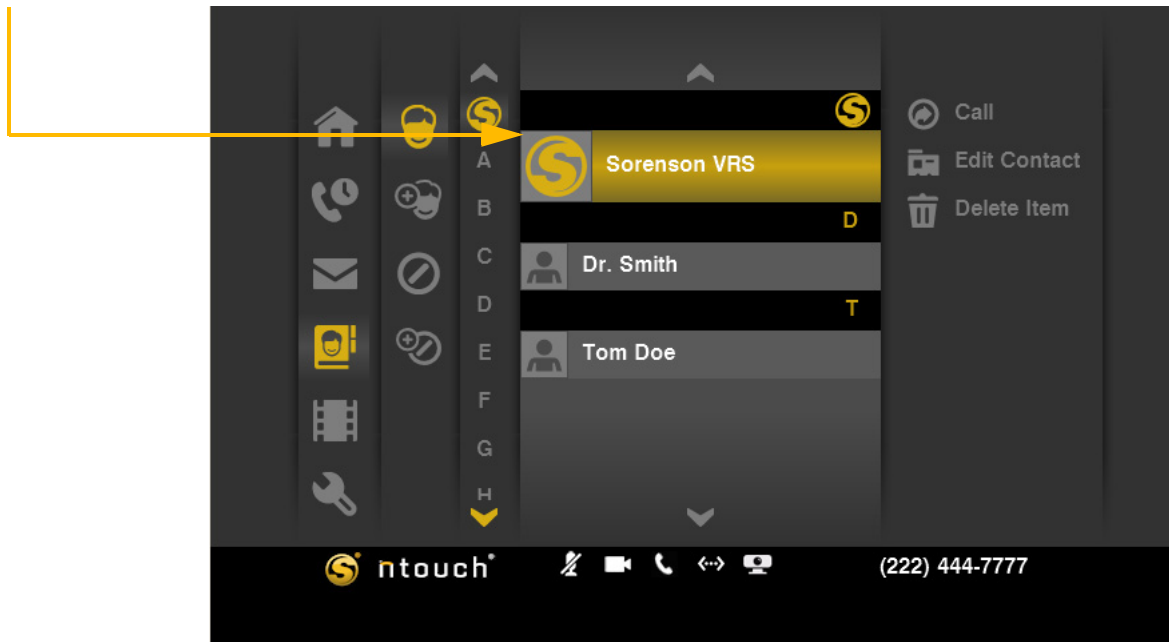 A
B
C
D
E
F
G
H
Sorenson VRS
D
Dr. Smith
T
Tom Doe
Call
Edit Contact
Delete Item
ntouch
(222) 444-7777